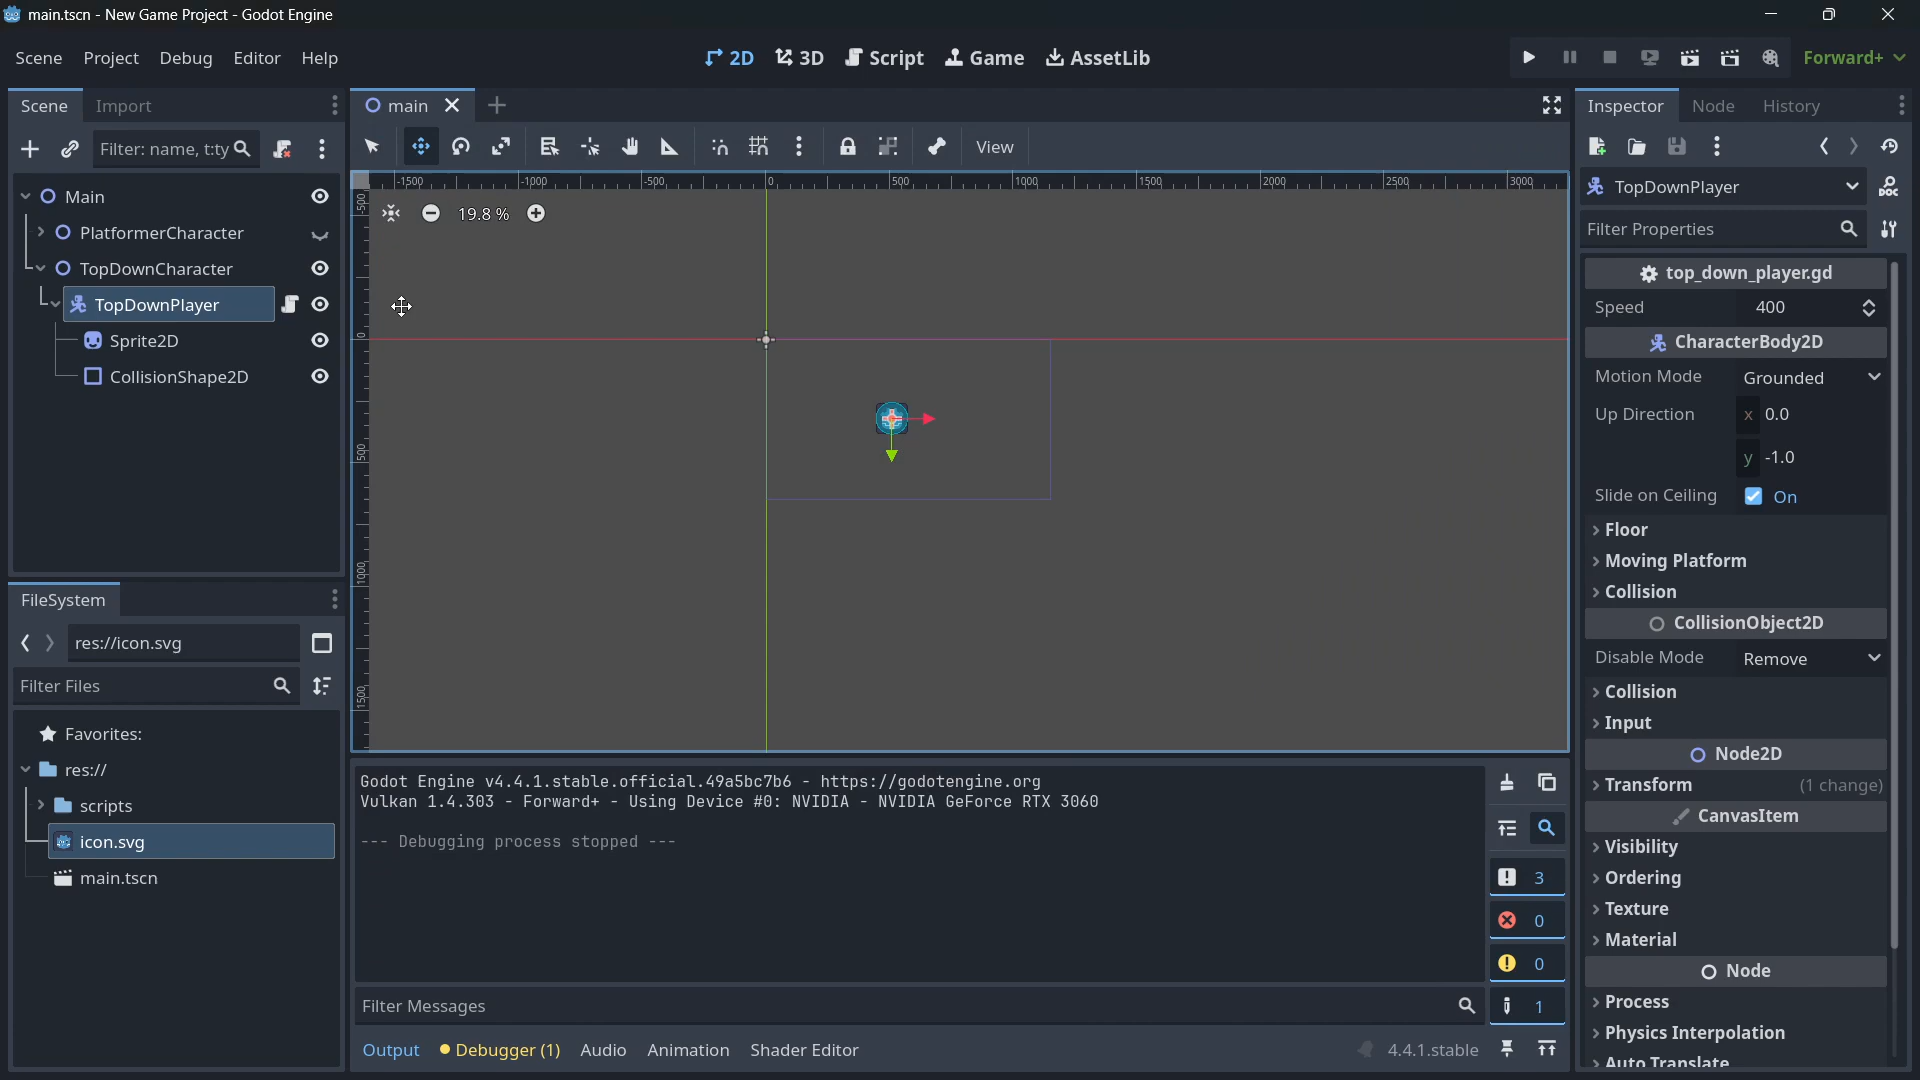 main.tscn - New Game Project - Godot Engine
Scene Project Debug Editor Help
2D 3D Script Game AssetLib
Forward+
Scene Import
Filter: name, t:ty
Main
PlatformerCharacter
TopDownCharacter
TopDownPlayer
Sprite2D
CollisionShape2D
FileSystem
res://icon.svg
Filter Files
Favorites:
res://
scripts
icon.svg
main.tscn
main
View
-1500 -1000 -500 0 500 1000 1500 2000 2500 3000
-500
0
500
1000
1500
19.8 %
Godot Engine v4.4.1.stable.official.49a5bc7b6 - https://godotengine.org
Vulkan 1.4.303 - Forward+ - Using Device #0: NVIDIA - NVIDIA GeForce RTX 3060
--- Debugging process stopped ---
3
0
0
1
Filter Messages
Output Debugger (1) Audio Animation Shader Editor
4.4.1.stable
Inspector Node History
TopDownPlayer
DOC
Filter Properties
top_down_player.gd
Speed 400
CharacterBody2D
Motion Mode Grounded
Up Direction x 0.0
y -1.0
Slide on Ceiling On
Floor
Moving Platform
Collision
CollisionObject2D
Disable Mode Remove
Collision
Input
Node2D
Transform (1 change)
CanvasItem
Visibility
Ordering
Texture
Material
Node
Process
Physics Interpolation
Auto Translate